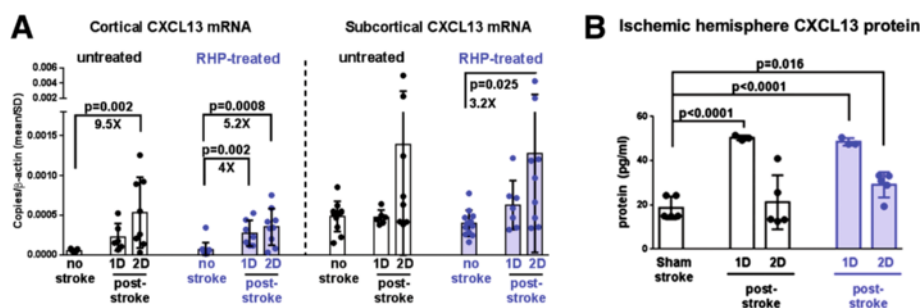 A
Cortical CXCL13 mRNA
Subcortical CXCL13 mRNA
untreated
RHP-treated
untreated
RHP-treated
Copies/β-actin (mean/SD)
0.006
0.004
0.002
0.0015
0.0010
0.0005
0.0000
p=0.002
9.5X
p=0.0008
5.2X
p=0.002
4X
p=0.025
3.2X
no
stroke
1D 2D
post-
stroke
no
stroke
1D 2D
post-
stroke
no
stroke
1D 2D
post-
stroke
no
stroke
1D 2D
post-
stroke
B
Ischemic hemisphere CXCL13 protein
protein (pg/ml)
60
40
20
0
p=0.016
p<0.0001
p<0.0001
Sham
stroke
1D 2D
post-
stroke
1D 2D
post-
stroke